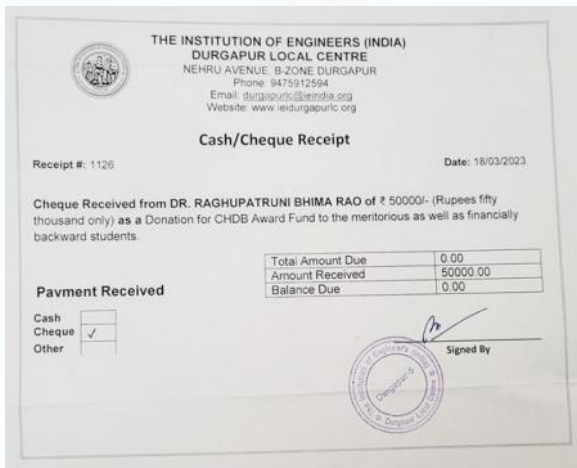 THE INSTITUTION OF ENGINEERS (INDIA)
DURGAPUR LOCAL CENTRE
NEHRU AVENUE, B-ZONE DURGAPUR
Phone: 9475912594
Email: durgapurlc@ieindia.org
Website: www.ieidurgapurlc.org
Cash/Cheque Receipt
Receipt #: 1126
Date: 18/03/2023
Cheque Received from DR. RAGHUPATRUNI BHIMA RAO of ₹ 50000/- (Rupees fifty
thousand only) as a Donation for CHDB Award Fund to the meritorious as well as financially
backward students.
Total Amount Due 0.00
Amount Received 50000.00
Balance Due 0.00
Payment Received
Cash
Cheque ✓
Other
Signed By
Durgapur-5